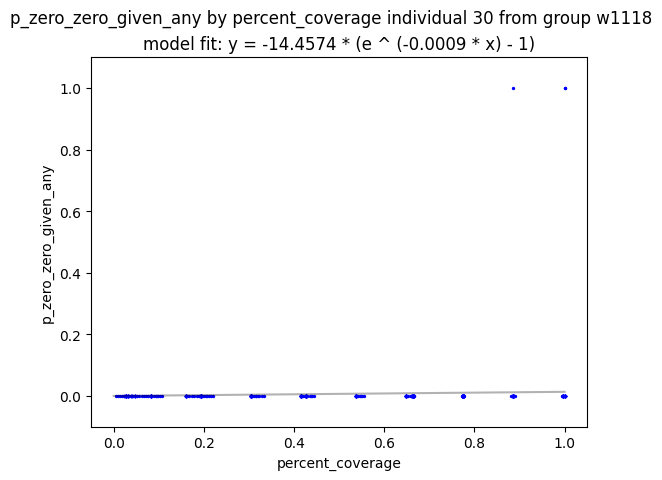 p_zero_zero_given_any by percent_coverage individual 30 from group w1118
model fit: y = -14.4574 * (e ^ (-0.0009 * x) - 1)
1.0
0.8
0.6
0.4
0.2
0.0
p_zero_zero_given_any
0.0 0.2 0.4 0.6 0.8 1.0
percent_coverage